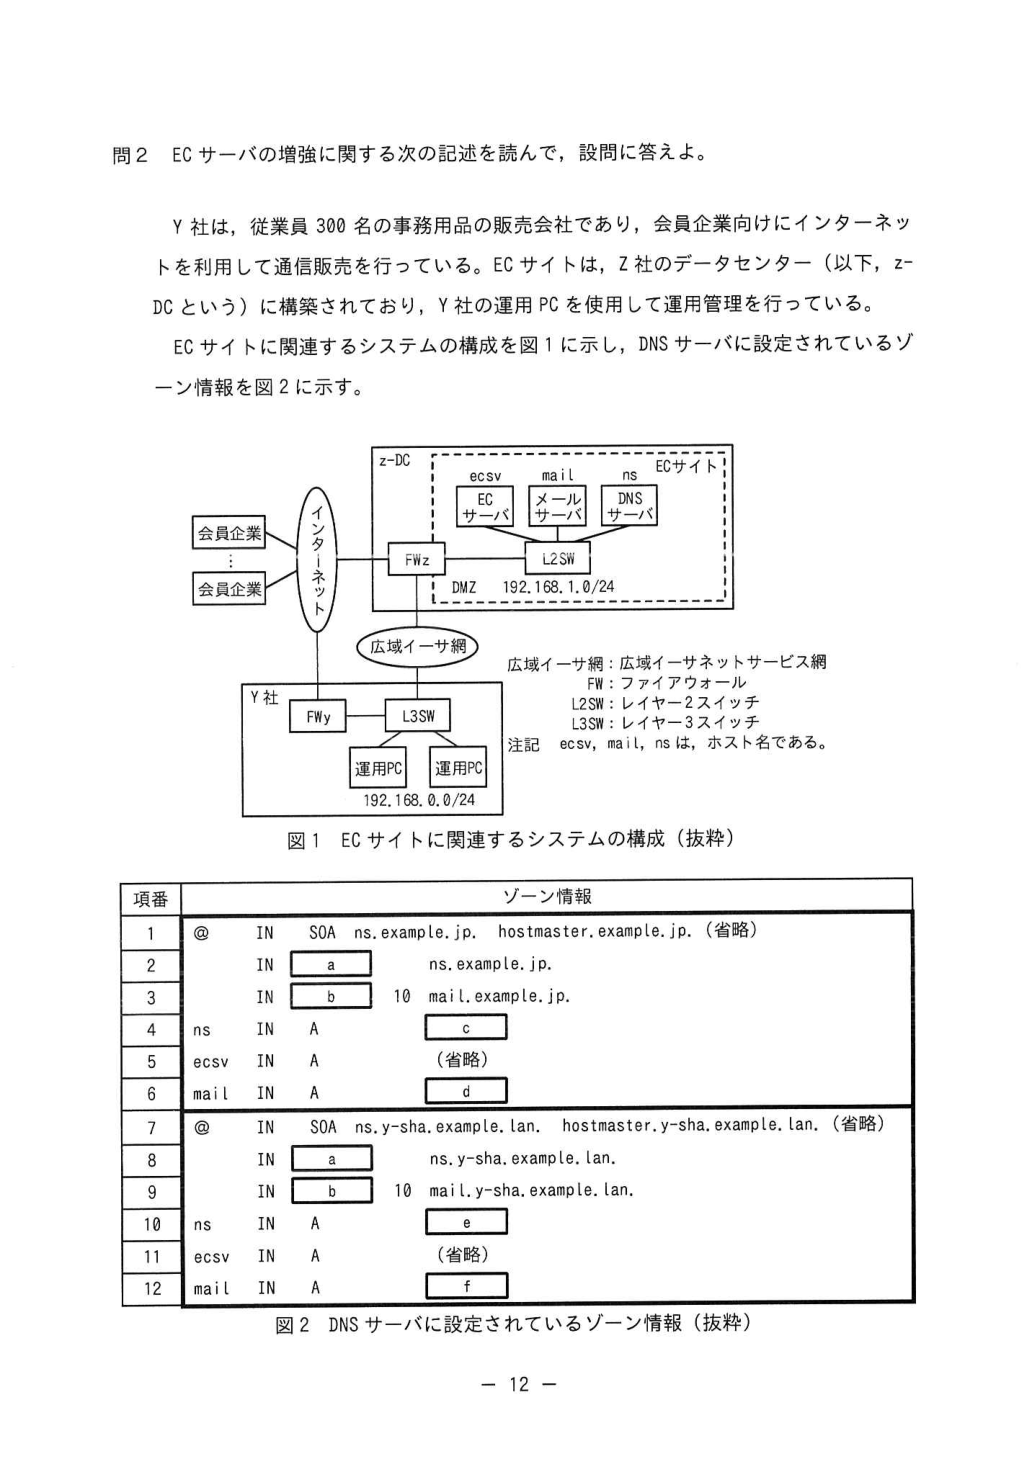 問2 ECサーバの増強に関する次の記述を読んで，設問に答えよ。
Y社は，従業員300名の事務用品の販売会社であり，会員企業向けにインターネッ
トを利用して通信販売を行っている。ECサイトは，Z社のデータセンター（以下，z-
DCという）に構築されており，Y社の運用PCを使用して運用管理を行っている。
ECサイトに関連するシステムの構成を図1に示し，DNSサーバに設定されているゾ
ーン情報を図2に示す。
z-DC
ECサイト
ecsv mail ns
EC
サーバ
メール
サーバ
DNS
サーバ
会員企業
⋮
会員企業
インターネット
FWz
L2SW
DMZ 192.168.1.0/24
広域イーサ網
Y社
FWy
L3SW
運用PC 運用PC
192.168.0.0/24
広域イーサ網：広域イーサネットサービス網
FW：ファイアウォール
L2SW：レイヤー2スイッチ
L3SW：レイヤー3スイッチ
注記 ecsv，mail，nsは，ホスト名である。
図1 ECサイトに関連するシステムの構成（抜粋）
項番 ゾーン情報
1 @ IN SOA ns.example.jp. hostmaster.example.jp.（省略）
2 IN a ns.example.jp.
3 IN b 10 mail.example.jp.
4 ns IN A c
5 ecsv IN A （省略）
6 mail IN A d
7 @ IN SOA ns.y-sha.example.lan. hostmaster.y-sha.example.lan.（省略）
8 IN a ns.y-sha.example.lan.
9 IN b 10 mail.y-sha.example.lan.
10 ns IN A e
11 ecsv IN A （省略）
12 mail IN A f
図2 DNSサーバに設定されているゾーン情報（抜粋）
－ 12 －